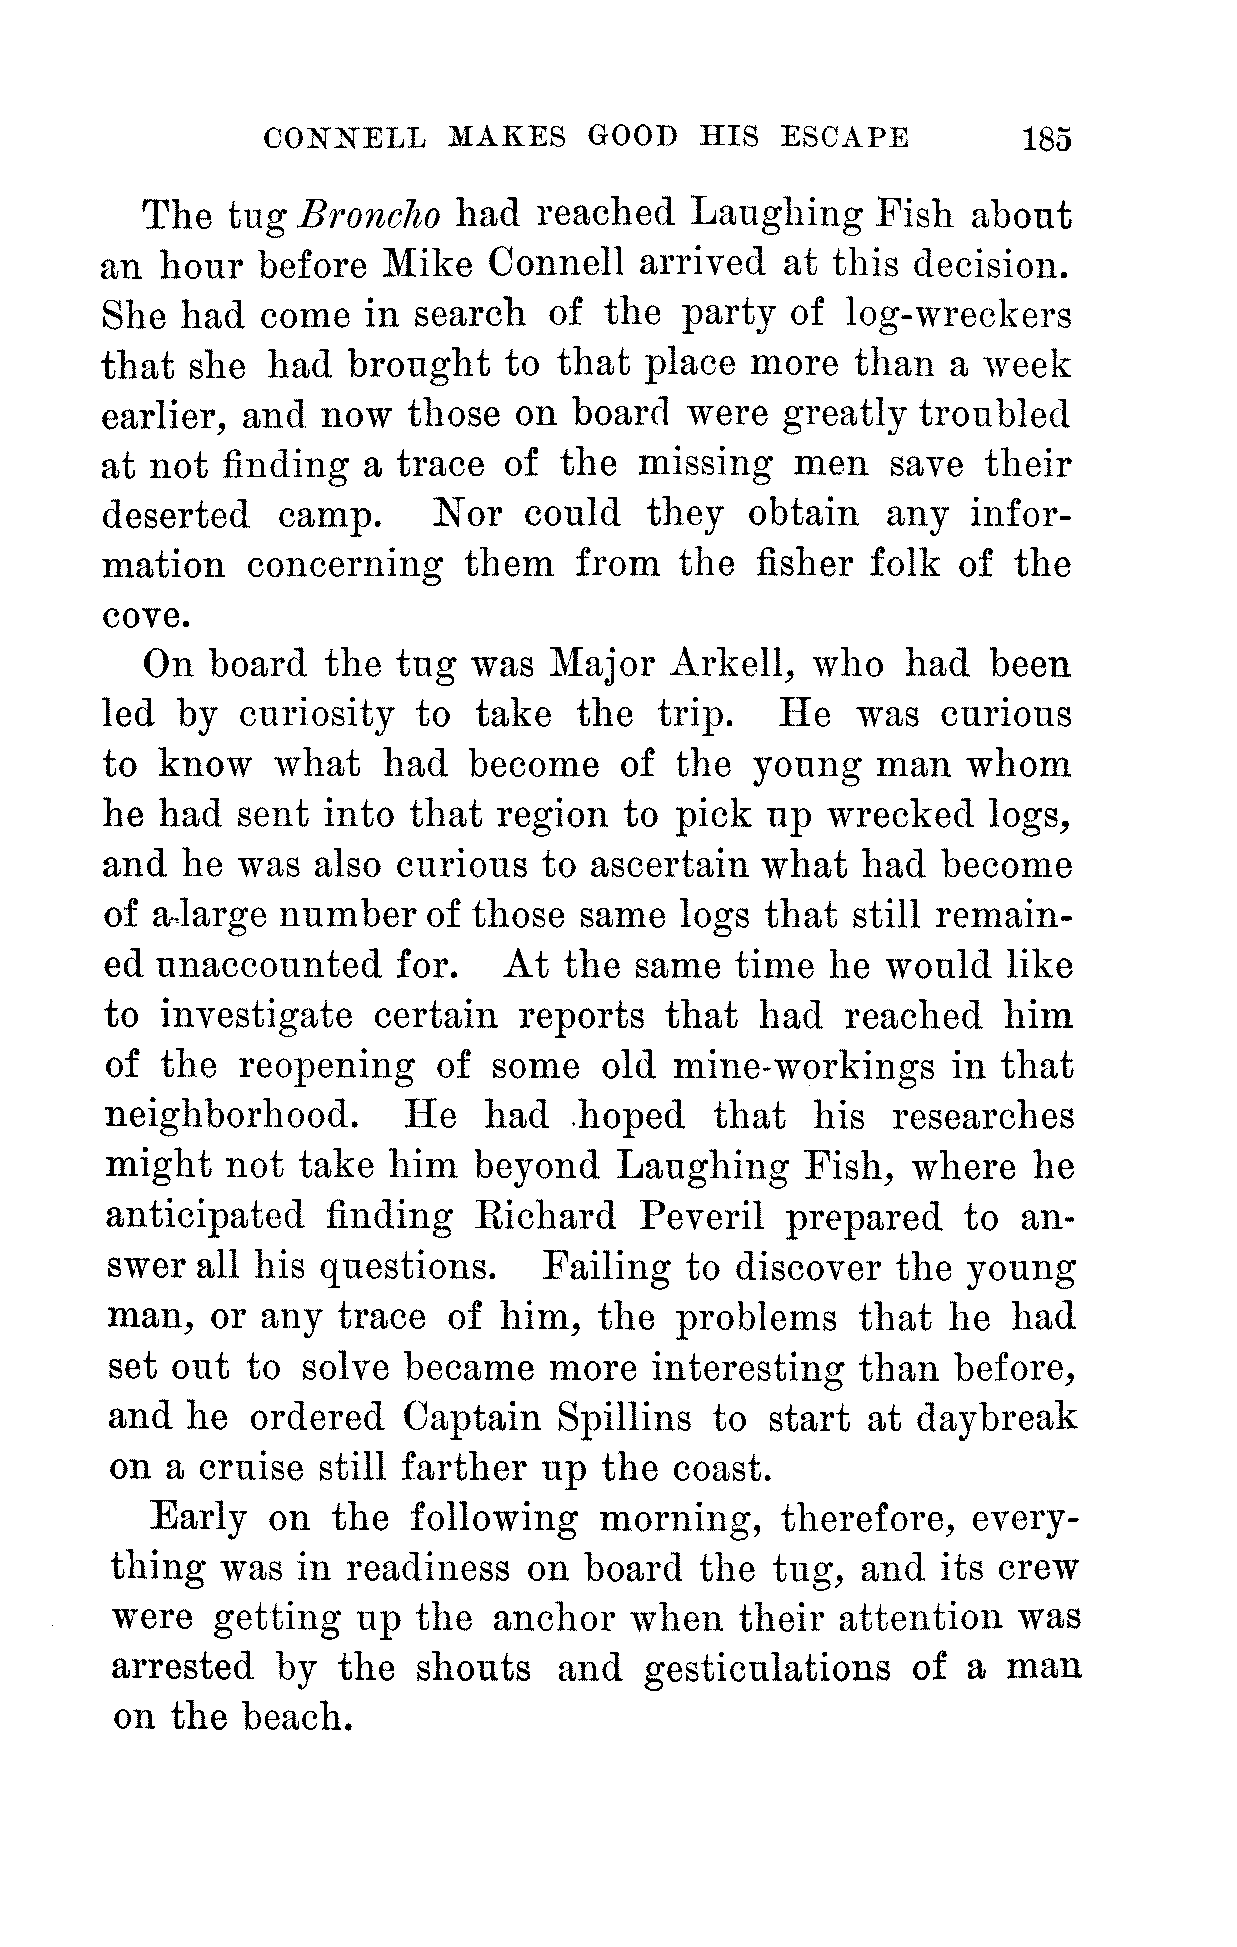 CONNELL MAKES GOOD HIS ESCAPE 185
The tug Broncho had reached Laughing Fish about
an hour before Mike Connell arrived at this decision.
She had come in search of the party of log-wreckers
that she had brought to that place more than a week
earlier, and now those on board were greatly troubled
at not finding a trace of the missing men save their
deserted camp. Nor could they obtain any infor-
mation concerning them from the fisher folk of the
cove.
On board the tug was Major Arkell, who had been
led by curiosity to take the trip. He was curious
to know what had become of the young man whom
he had sent into that region to pick up wrecked logs,
and he was also curious to ascertain what had become
of a large number of those same logs that still remain-
ed unaccounted for. At the same time he would like
to investigate certain reports that had reached him
of the reopening of some old mine-workings in that
neighborhood. He had hoped that his researches
might not take him beyond Laughing Fish, where he
anticipated finding Richard Peveril prepared to an-
swer all his questions. Failing to discover the young
man, or any trace of him, the problems that he had
set out to solve became more interesting than before,
and he ordered Captain Spillins to start at daybreak
on a cruise still farther up the coast.
Early on the following morning, therefore, every-
thing was in readiness on board the tug, and its crew
were getting up the anchor when their attention was
arrested by the shouts and gesticulations of a man
on the beach.